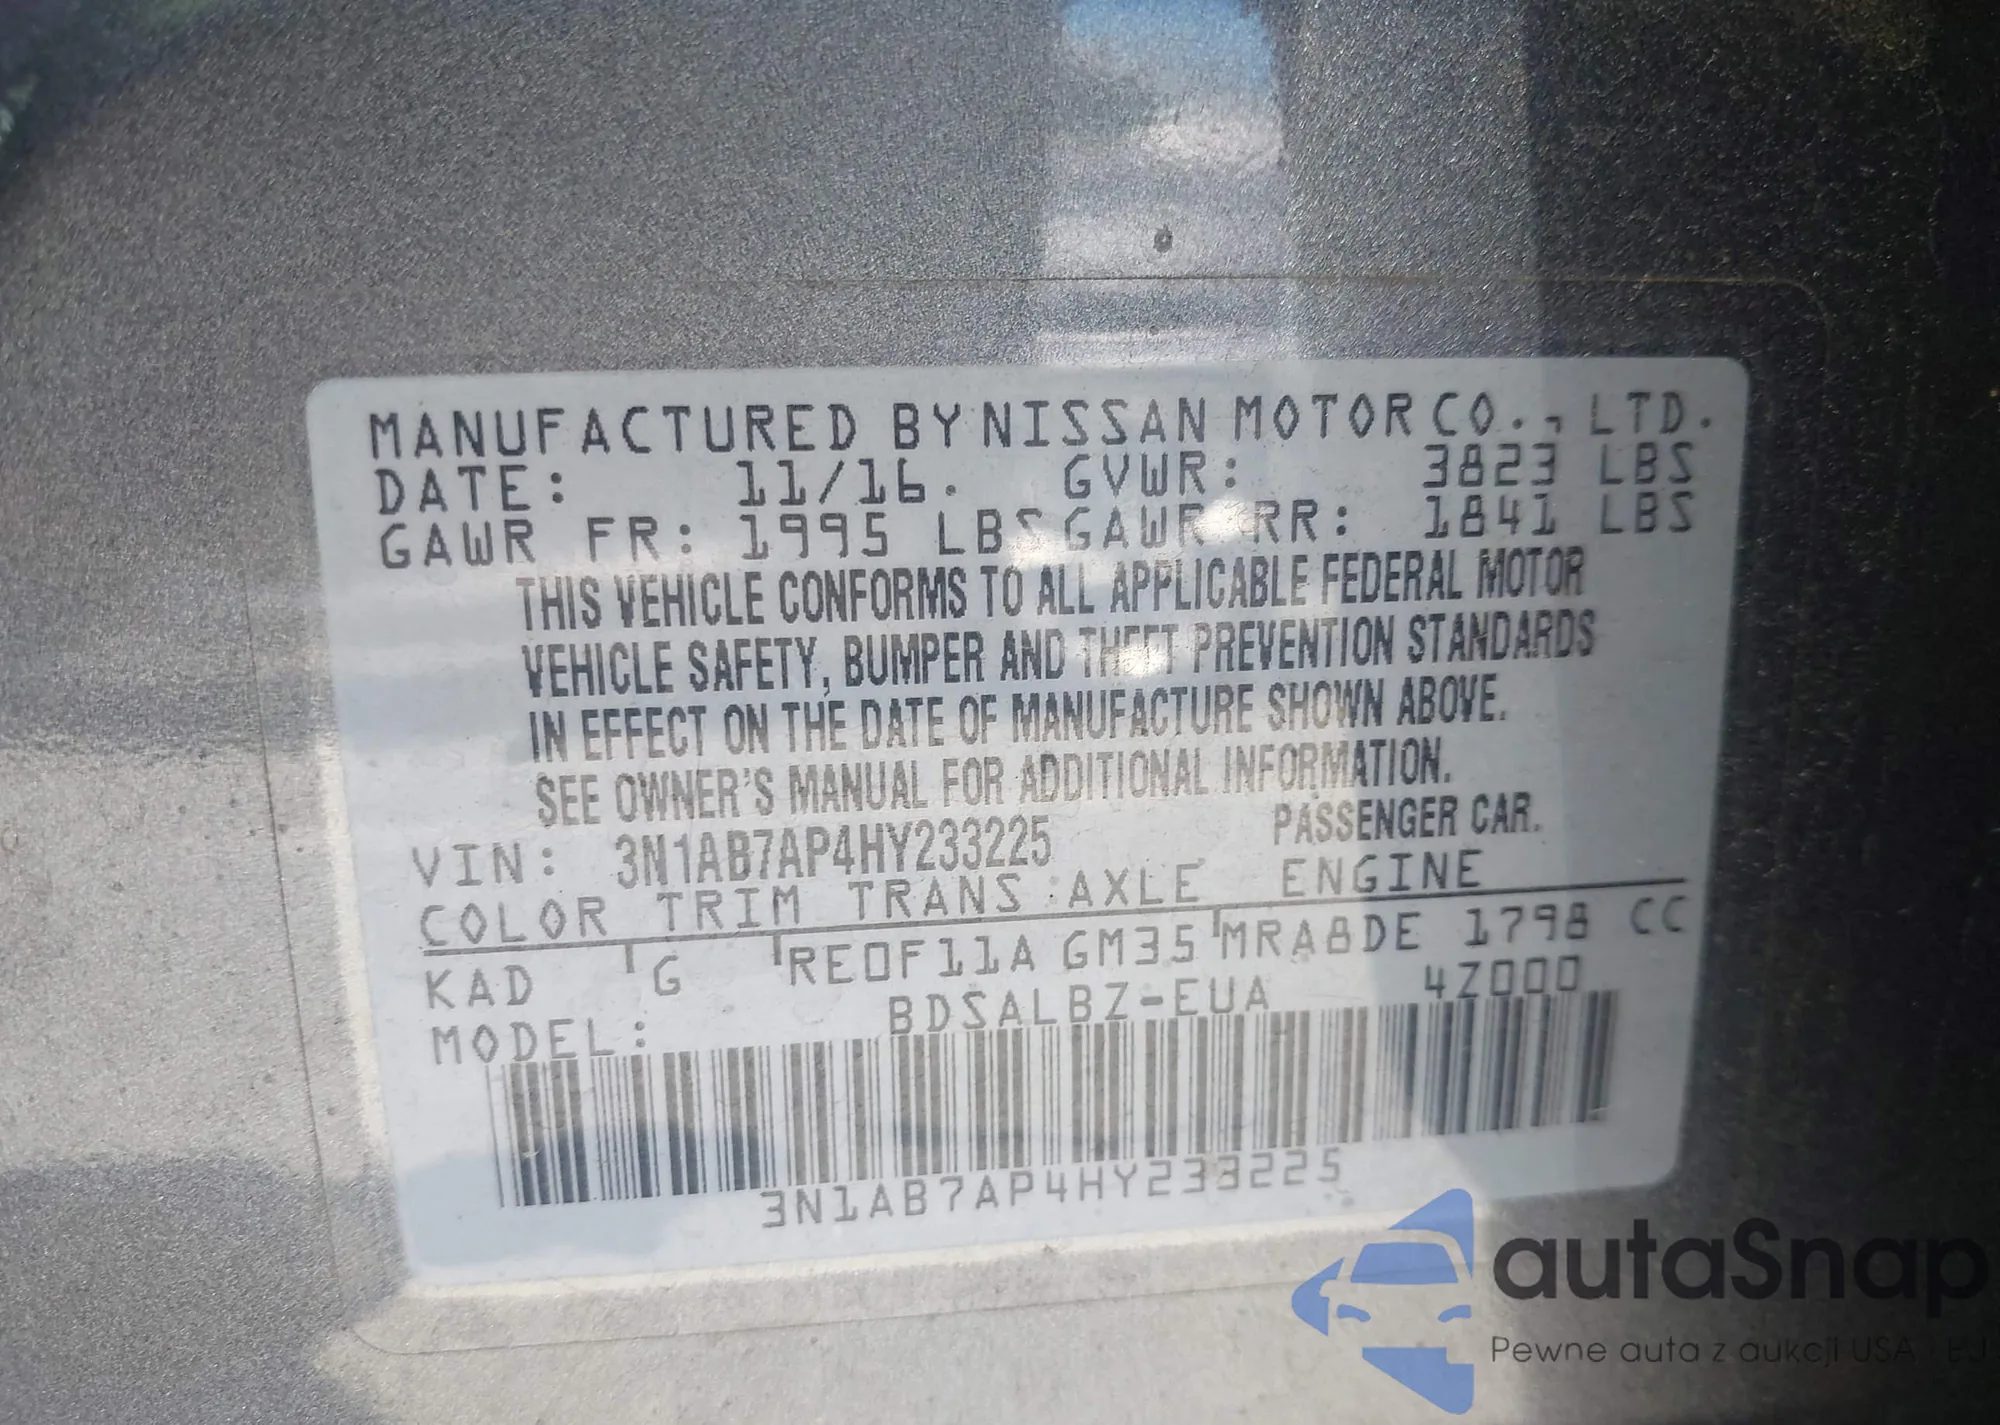 MANUFACTURED BY NISSAN MOTOR CO., LTD.
DATE: 11/16. GVWR: 3823 LBS
GAWR FR: 1995 LBS GAWR RR: 1841 LBS
THIS VEHICLE CONFORMS TO ALL APPLICABLE FEDERAL MOTOR
VEHICLE SAFETY, BUMPER AND THEFT PREVENTION STANDARDS
IN EFFECT ON THE DATE OF MANUFACTURE SHOWN ABOVE.
SEE OWNER'S MANUAL FOR ADDITIONAL INFORMATION.
VIN: 3N1AB7AP4HY233225 PASSENGER CAR.
COLOR TRIM TRANS AXLE ENGINE
KAD G RE0F11A GM35 MRA8DE 1798 CC
MODEL: BDSALBZ-EUA 4Z000
3N1AB7AP4HY233225
autaSnap
Pewne auta z aukcji USA i EU